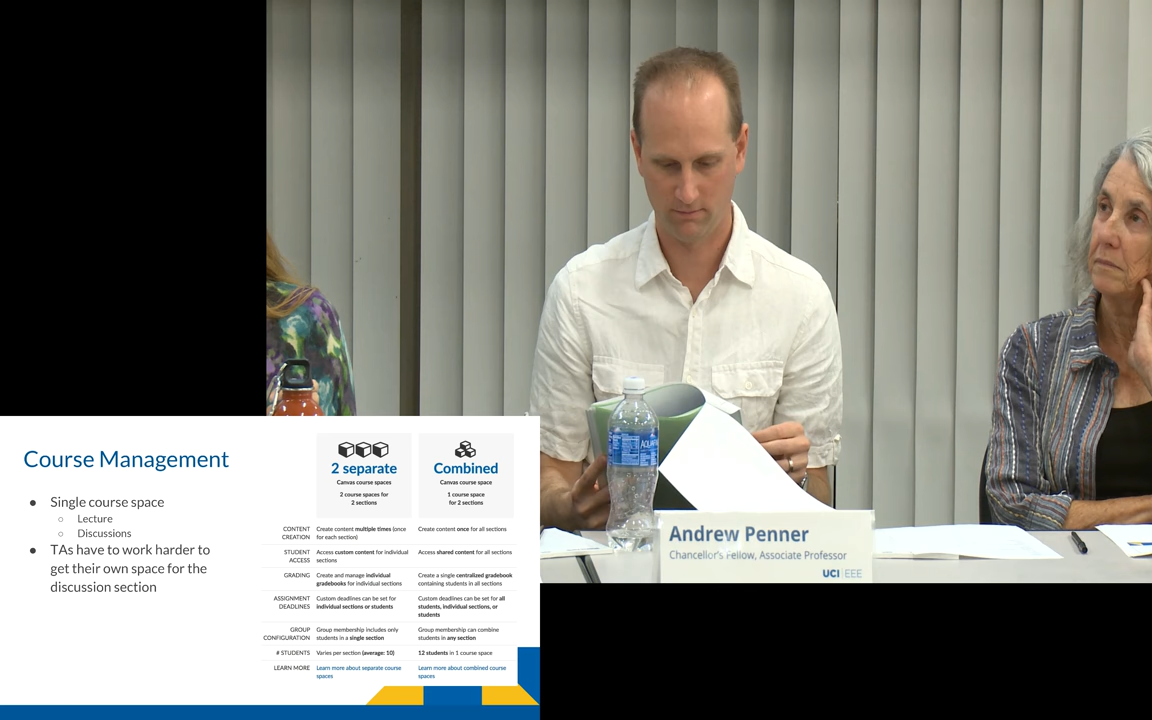 AQUAFINA
Andrew Penner
Chancellor's Fellow, Associate Professor
UCI | EEE
Course Management
● Single course space
○ Lecture
○ Discussions
● TAs have to work harder to
get their own space for the
discussion section
2 separate
Canvas course spaces
2 course spaces for
2 sections
Combined
Canvas course space
1 course space
for 2 sections
CONTENT
CREATION
Create content multiple times (once
for each section)
Create content once for all sections
STUDENT
ACCESS
Access custom content for individual
sections
Access shared content for all sections
GRADING
Create and manage individual
gradebooks for individual sections
Create a single centralized gradebook
containing students in all sections
ASSIGNMENT
DEADLINES
Custom deadlines can be set for
individual sections or students
Custom deadlines can be set for all
students, individual sections, or
students
GROUP
CONFIGURATION
Group membership includes only
students in a single section
Group membership can combine
students in any section
# STUDENTS
Varies per section (average: 10)
12 students in 1 course space
LEARN MORE
Learn more about separate course
spaces
Learn more about combined course
spaces